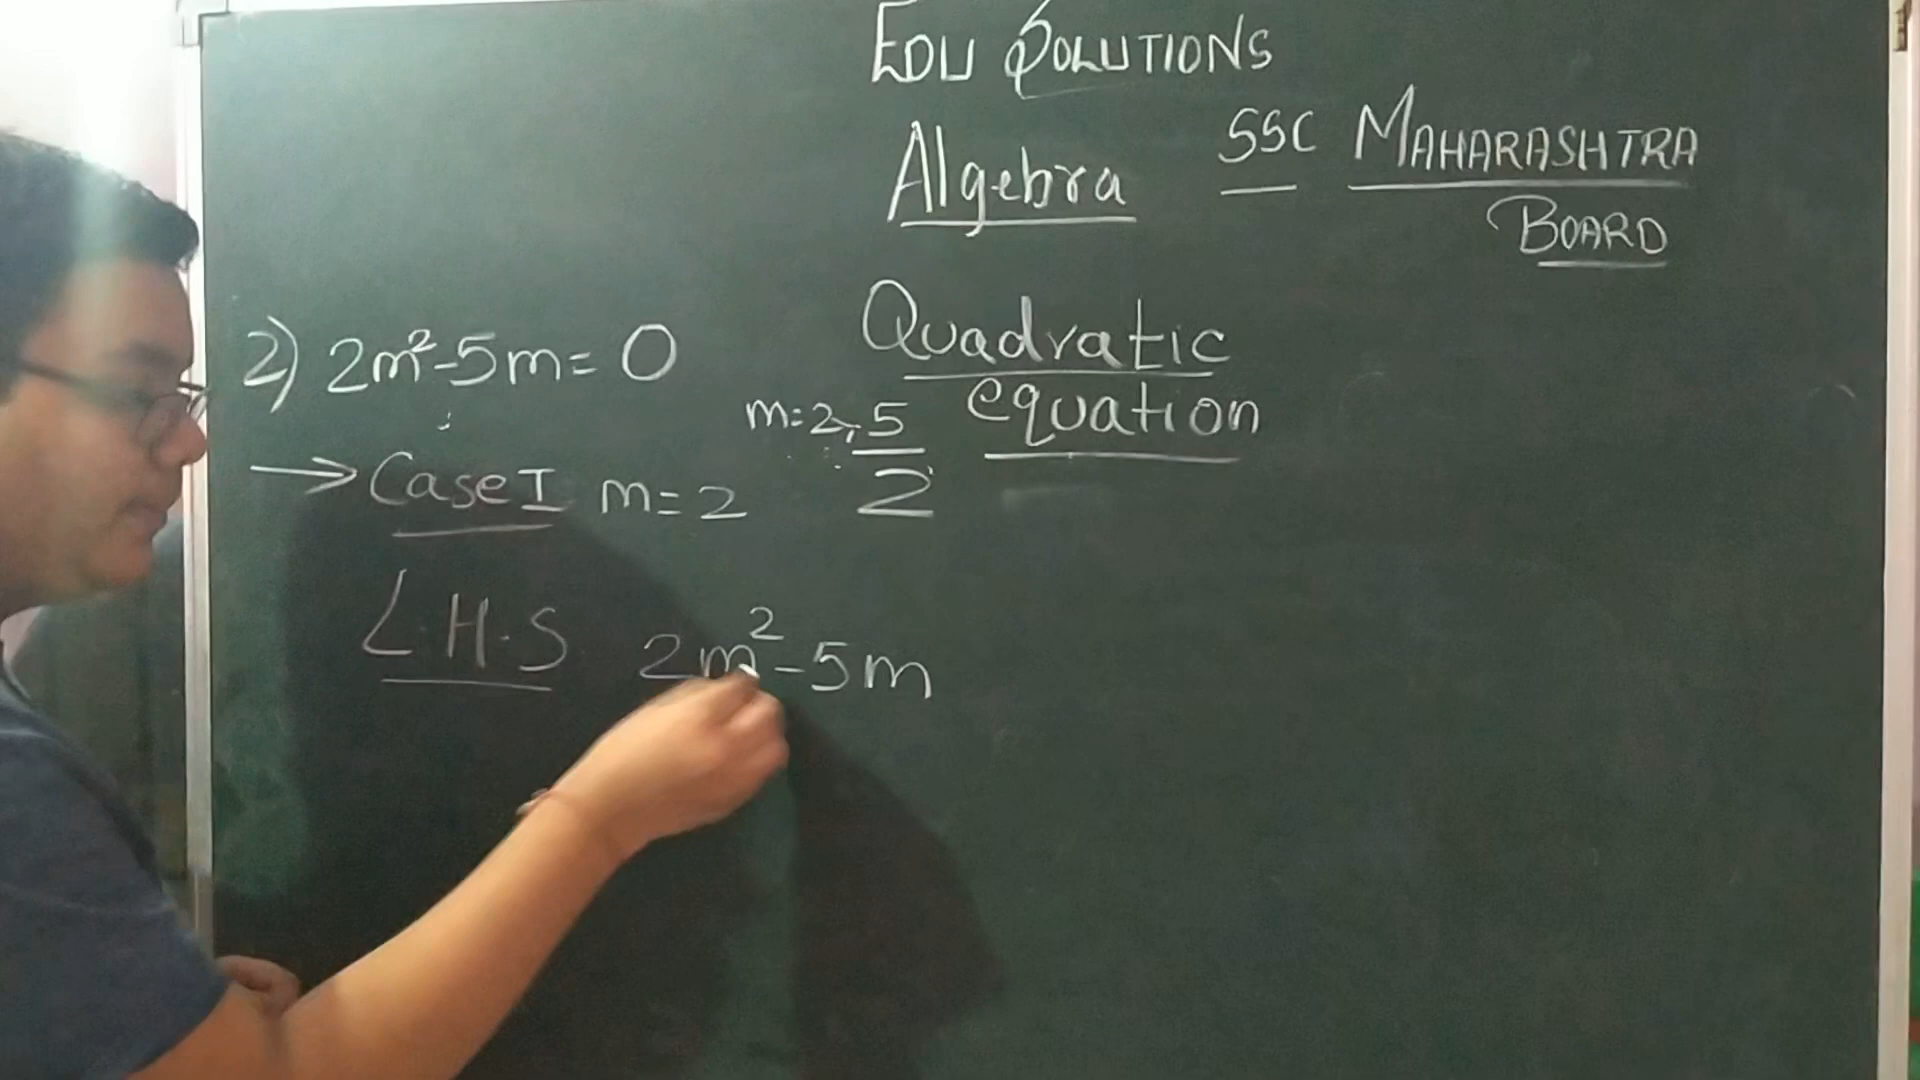 EDU SOLUTIONS
Algebra SSC MAHARASHTRA
BOARD
Quadratic
equation
2) 2m²-5m=0
m=2, 5/2
→ Case I m=2
L.H.S 2m²-5m